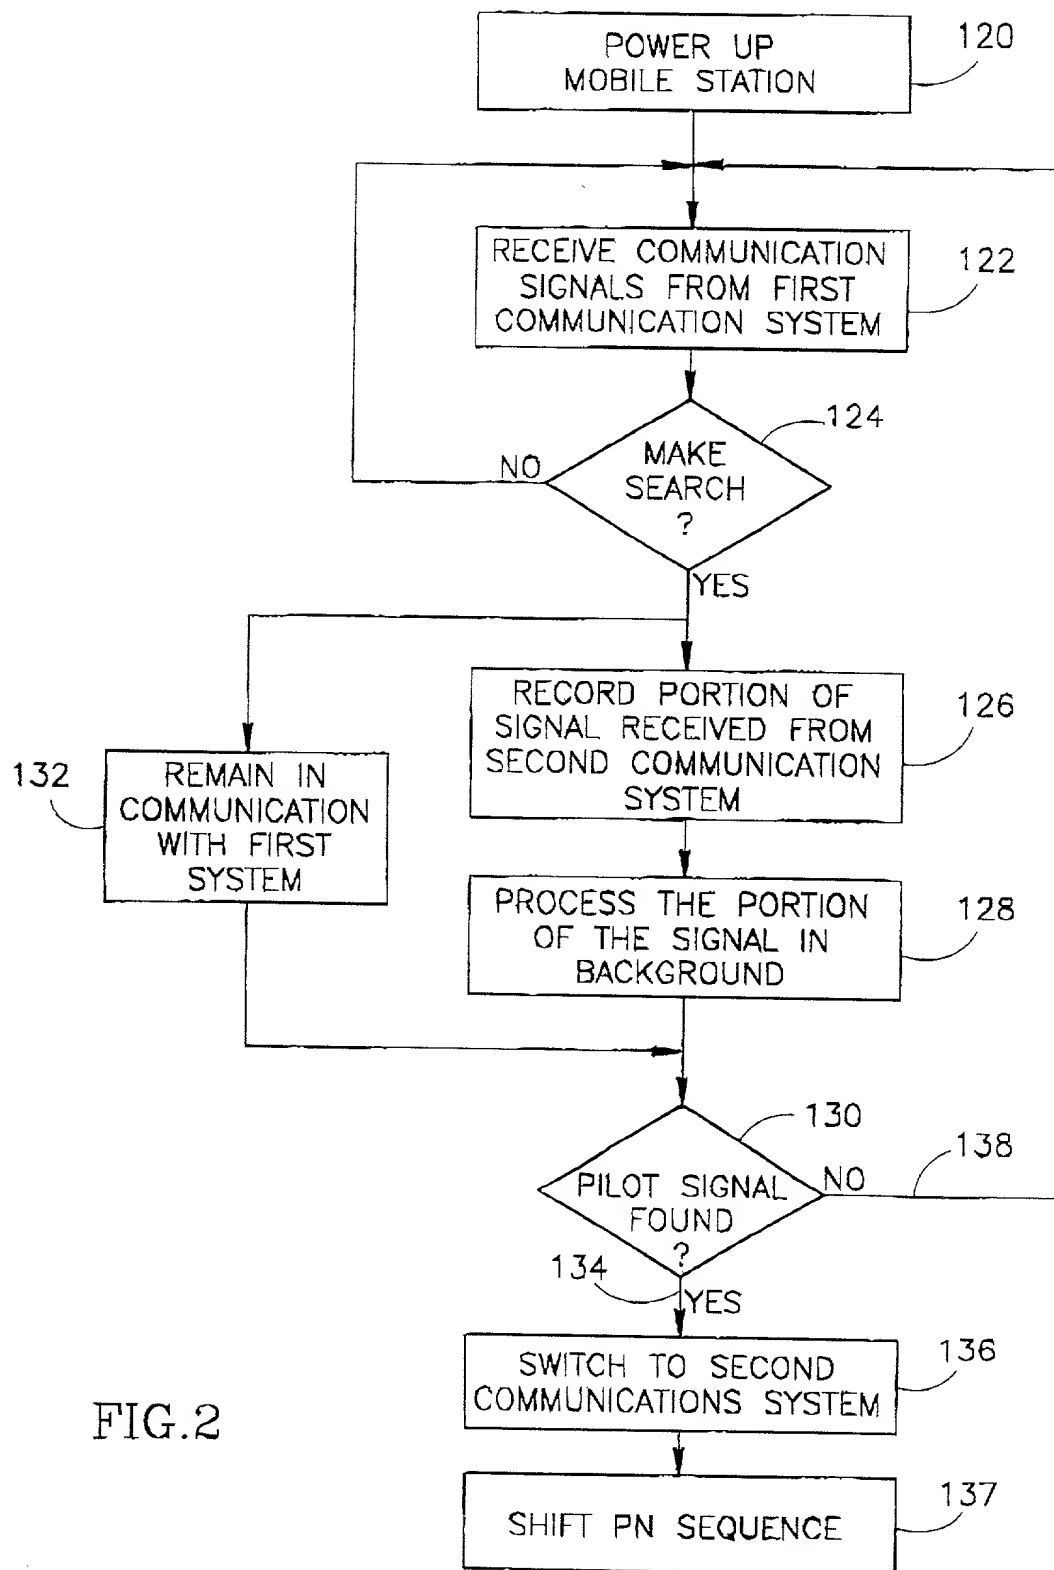 POWER UP
MOBILE STATION
120
RECEIVE COMMUNICATION
SIGNALS FROM FIRST
COMMUNICATION SYSTEM
122
124
MAKE
SEARCH
?
NO
YES
RECORD PORTION OF
SIGNAL RECEIVED FROM
SECOND COMMUNICATION
SYSTEM
126
132
REMAIN IN
COMMUNICATION
WITH FIRST
SYSTEM
PROCESS THE PORTION
OF THE SIGNAL IN
BACKGROUND
128
130
138
PILOT SIGNAL
FOUND
?
NO
134
YES
SWITCH TO SECOND
COMMUNICATIONS SYSTEM
136
FIG.2
SHIFT PN SEQUENCE
137